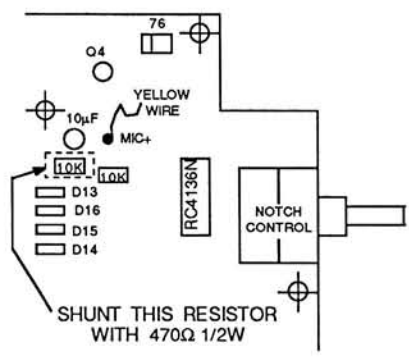 76
Q4
YELLOW
WIRE
10µF
MIC+
10K
10K
RC4136N
D13
D16
D15
D14
NOTCH
CONTROL
SHUNT THIS RESISTOR
WITH 470Ω 1/2W